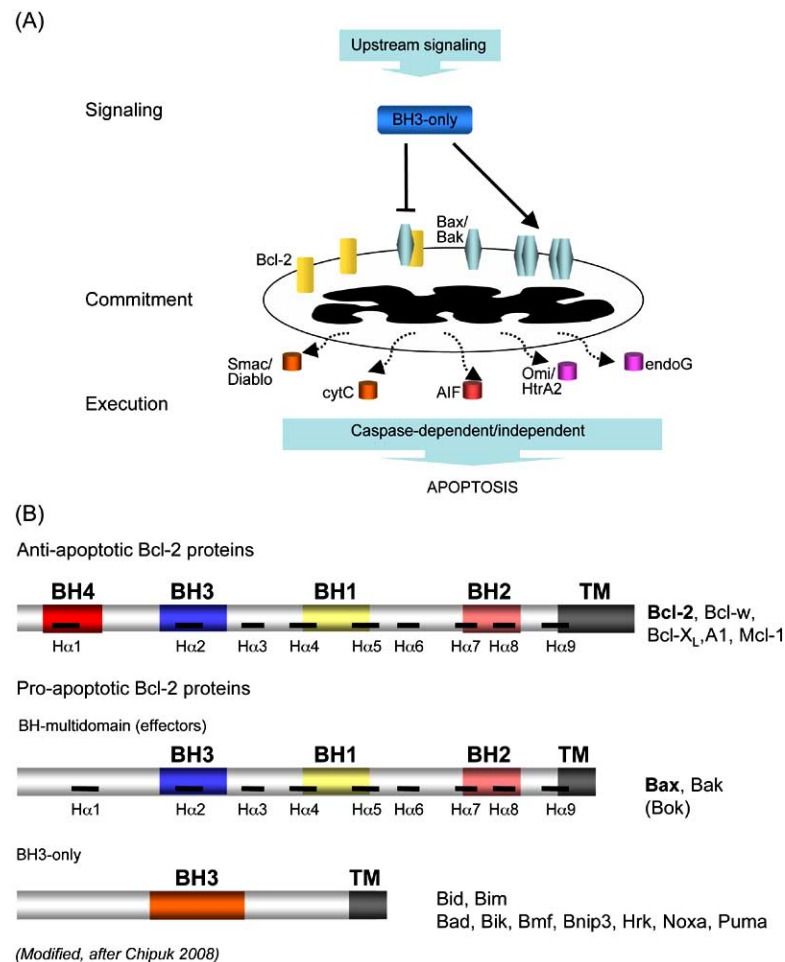 (A)
Upstream signaling
Signaling
BH3-only
Bax/
Bak
Bcl-2
Commitment
Smac/
Diablo
cytC
AIF
Omi/
HtrA2
endoG
Execution
Caspase-dependent/independent
APOPTOSIS
(B)
Anti-apoptotic Bcl-2 proteins
BH4 BH3 BH1 BH2 TM
Hα1 Hα2 Hα3 Hα4 Hα5 Hα6 Hα7 Hα8 Hα9
Bcl-2, Bcl-w,
Bcl-XL,A1, Mcl-1
Pro-apoptotic Bcl-2 proteins
BH-multidomain (effectors)
BH3 BH1 BH2 TM
Hα1 Hα2 Hα3 Hα4 Hα5 Hα6 Hα7 Hα8 Hα9
Bax, Bak
(Bok)
BH3-only
BH3 TM
Bid, Bim
Bad, Bik, Bmf, Bnip3, Hrk, Noxa, Puma
(Modified, after Chipuk 2008)